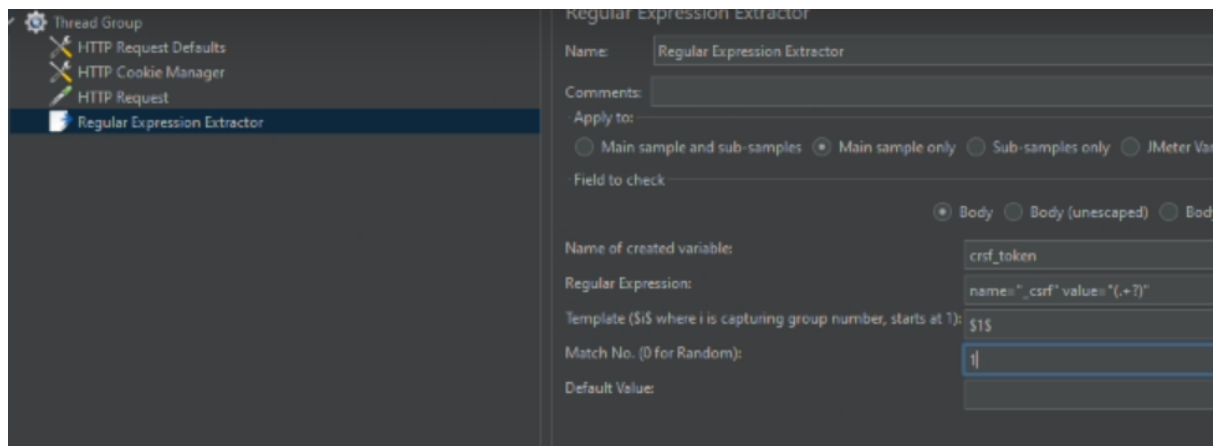 Thread Group
HTTP Request Defaults
HTTP Cookie Manager
HTTP Request
Regular Expression Extractor
Regular Expression Extractor
Name: Regular Expression Extractor
Comments:
Apply to:
Main sample and sub-samples Main sample only Sub-samples only JMeter Var
Field to check
Body Body (unescaped) Body
Name of created variable: crsf_token
Regular Expression: name="_csrf" value="(.+?)"
Template ($i$ where i is capturing group number, starts at 1): $1$
Match No. (0 for Random): 1
Default Value: